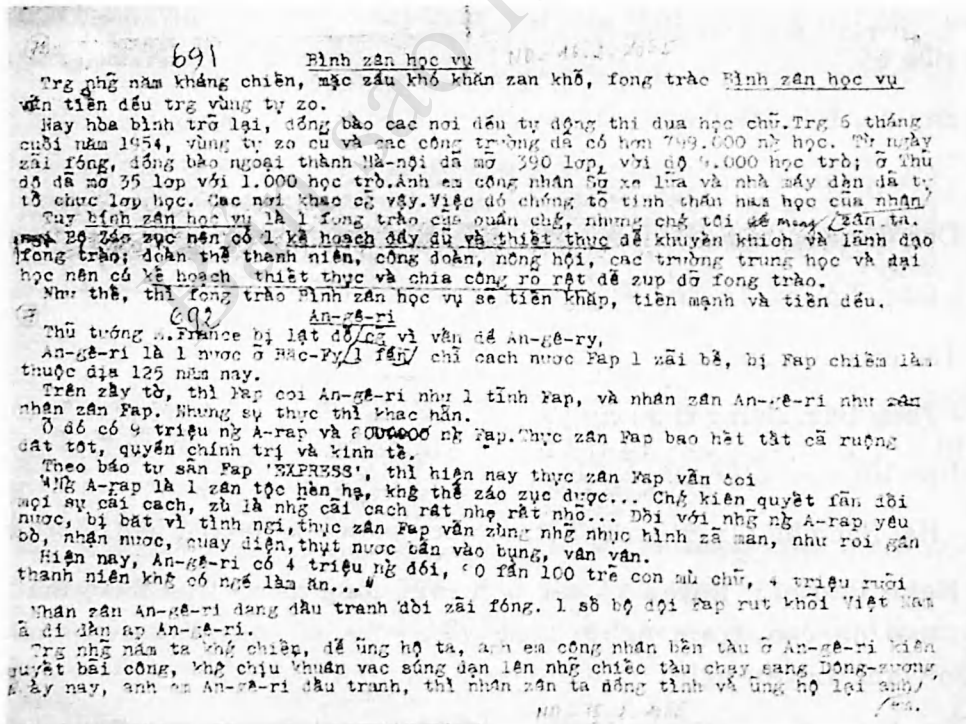 691
Bình zân học vụ
Trg nhg̃ năm kháng chiến, mặc zầu khó khăn zan khổ, fong trào Bình zân học vụ
vẫn tiến đều trg vùng tự zo.
Nay hòa bình trở lại, đồng bào các nơi đều tự động thi đua học chữ. Trg 6 tháng
cuối năm 1954, vùng tự zo cũ và các công trường đã có hơn 799.000 ng̀ học. Từ ngày
zải fóng, đồng bào ngoại thành Hà-nội đã mở 390 lớp, với độ 9.000 học trò; ở Thủ
đô đã mở 35 lớp với 1.000 học trò. Anh em công nhân Sở xe lửa và nhà máy đèn đã tự
tổ chức lớp học. Các nơi khác cg̃ vậy. Việc đó chứng tỏ tinh thần ham học của nhân
zân ta.
Tuy bình zân học vụ là 1 fong trào của quần chg, nhưng chg tôi
Bộ Záo zục nên có 1 kế hoạch đầy đủ và thiết thực để khuyến khích và lãnh đạo
fong trào; đoàn thể thanh niên, công đoàn, nông hội, các trường trung học và đại
học nên có kế hoạch thiết thực và chia công rõ rệt để zúp đỡ fong trào.
Như thế, thì fong trào Bình zân học vụ sẽ tiến khắp, tiến mạnh và tiến đều.
692
An-gê-ri
Thủ tướng M.France bị lật đổ cg̃ vì vấn đề An-gê-ry,
An-gê-ri là 1 nước ở Bắc-Fy, 1 fần chỉ cách nước Fap 1 zải bể, bị Fap chiếm làm
thuộc địa 125 năm nay.
Trên zấy tờ, thì Fap coi An-gê-ri như 1 tỉnh Fap, và nhân zân An-gê-ri như
nhân zân Fap. Nhưng sự thực thì khác hẳn.
Ở đó có 9 triệu ng̀ A-rap và ng̀ Fap. Thực zân Fap bao hết tất cả ruộng
đất tốt, quyền chính trị và kinh tế.
Theo báo tư sản Fap 'EXPRESS', thì hiện nay thực zân Fap vẫn coi
"Ng̀ A-rap là 1 zân tộc hèn hạ, khg thể záo zục được... Chg kiên quyết fản đối
mọi sự cải cách, zù là nhg̃ cải cách rất nhẹ rất nhỏ... Đối với nhg̃ ng̀ A-rap yêu
nước, bị bắt vì tình ngi, thực zân Fap vẫn zùng nhg̃ nhục hình zã man, như roi gân
bò, nhận nước, quay điện, thụt nước bẩn vào bụng, vân vân.
Hiện nay, An-gê-ri có 4 triệu ng̀ đói, 90 fần 100 trẻ con mù chữ, 4 triệu rưỡi
thanh niên khg có nghề làm ăn..."
Nhân zân An-gê-ri đang đấu tranh đòi zải fóng. 1 số bộ đội Fap rút khỏi Việt Nam
đã đi đàn áp An-gê-ri.
Trg nhg̃ năm ta khg chiến, để ủng hộ ta, anh em công nhân bến tàu ở An-gê-ri kiên
quyết bãi công, khg chịu khuân vác súng đạn lên nhg̃ chiếc tàu chạy sang Đông-zương
Ngày nay, anh em An-gê-ri đấu tranh, thì nhân zân ta đồng tình và ủng hộ lại anh
em.